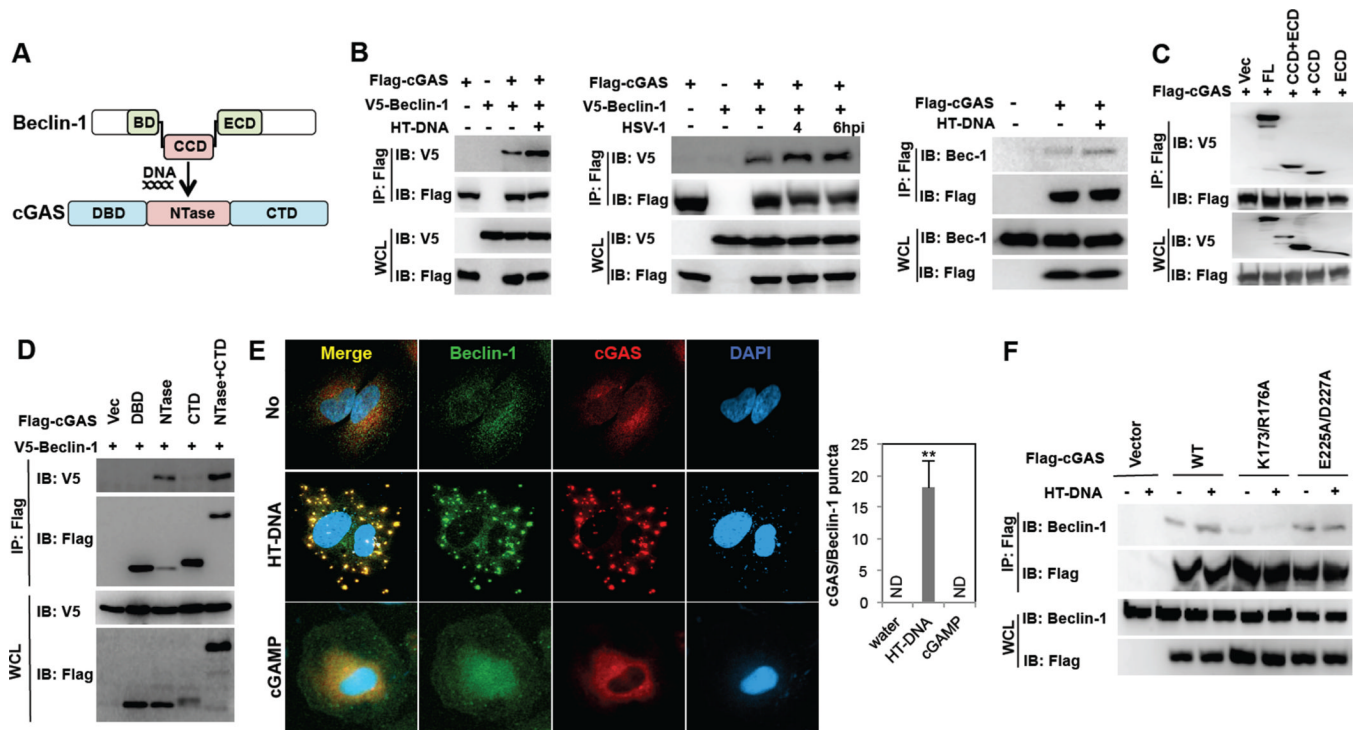 A
Beclin-1
BD
ECD
CCD
DNA
cGAS
DBD
NTase
CTD
B
Flag-cGAS + - + +
V5-Beclin-1 - + + +
HT-DNA - - - +
IP: Flag
IB: V5
IB: Flag
WCL
IB: V5
IB: Flag
Flag-cGAS + - + + +
V5-Beclin-1 - + + + +
HSV-1 - - - 4 6hpi
IP: Flag
IB: V5
IB: Flag
WCL
IB: V5
IB: Flag
Flag-cGAS - + +
HT-DNA - - +
IP: Flag
IB: Bec-1
IB: Flag
WCL
IB: Bec-1
IB: Flag
C
Vec
FL
CCD+ECD
CCD
ECD
Flag-cGAS + + + + +
IP: Flag
IB: V5
IB: Flag
WCL
IB: V5
IB: Flag
D
Flag-cGAS
Vec
DBD
NTase
CTD
NTase+CTD
V5-Beclin-1 + + + + +
IP: Flag
IB: V5
IB: Flag
WCL
IB: V5
IB: Flag
E
Merge
Beclin-1
cGAS
DAPI
No
HT-DNA
cGAMP
cGAS/Beclin-1 puncta
25
20
15
10
5
0
ND
**
ND
water
HT-DNA
cGAMP
F
Flag-cGAS
Vector
WT
K173/R176A
E225A/D227A
HT-DNA - + - + - + - +
IP: Flag
IB: Beclin-1
IB: Flag
WCL
IB: Beclin-1
IB: Flag